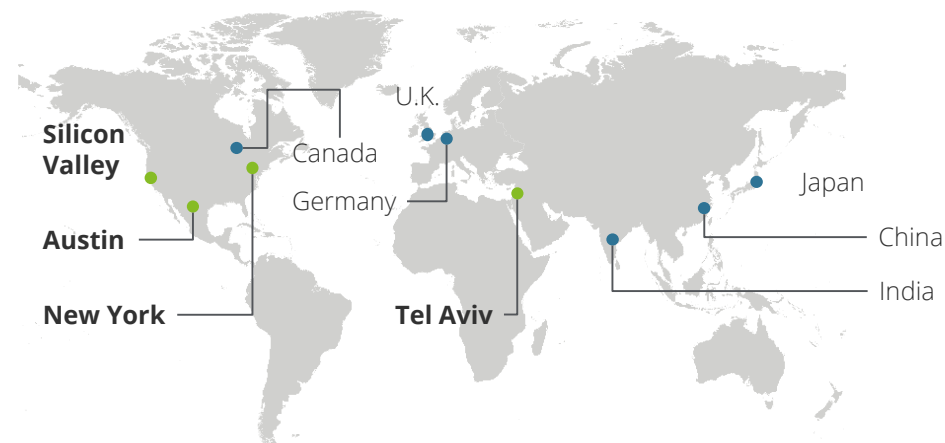 U.K.
Silicon
Valley
Canada
Japan
Germany
Austin
China
India
New York
Tel Aviv